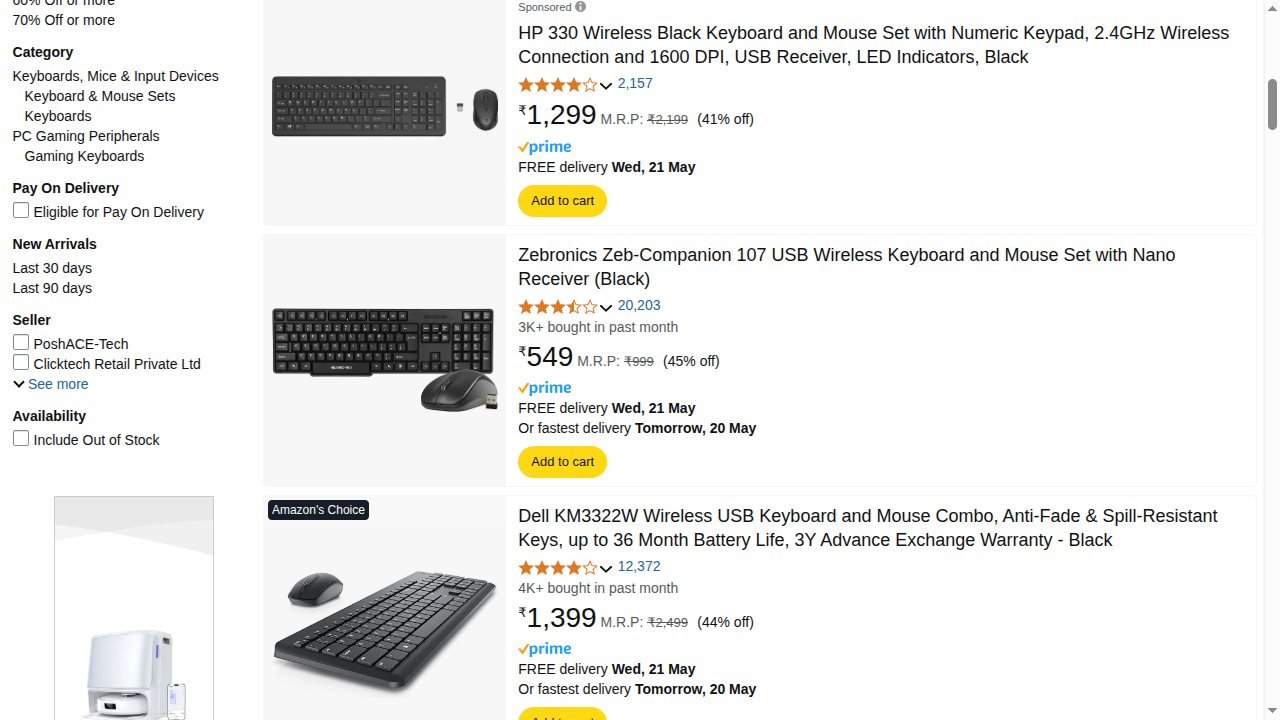 60% Off or more
70% Off or more
Category
Keyboards, Mice & Input Devices
Keyboard & Mouse Sets
Keyboards
PC Gaming Peripherals
Gaming Keyboards
Pay On Delivery
Eligible for Pay On Delivery
New Arrivals
Last 30 days
Last 90 days
Seller
PoshACE-Tech
Clicktech Retail Private Ltd
See more
Availability
Include Out of Stock
Sponsored
HP 330 Wireless Black Keyboard and Mouse Set with Numeric Keypad, 2.4GHz Wireless
Connection and 1600 DPI, USB Receiver, LED Indicators, Black
2,157
₹1,299 M.R.P: ₹2,199 (41% off)
prime
FREE delivery Wed, 21 May
Add to cart
Zebronics Zeb-Companion 107 USB Wireless Keyboard and Mouse Set with Nano
Receiver (Black)
20,203
3K+ bought in past month
₹549 M.R.P: ₹999 (45% off)
prime
FREE delivery Wed, 21 May
Or fastest delivery Tomorrow, 20 May
Add to cart
Amazon's Choice
Dell KM3322W Wireless USB Keyboard and Mouse Combo, Anti-Fade & Spill-Resistant
Keys, up to 36 Month Battery Life, 3Y Advance Exchange Warranty - Black
12,372
4K+ bought in past month
₹1,399 M.R.P: ₹2,499 (44% off)
prime
FREE delivery Wed, 21 May
Or fastest delivery Tomorrow, 20 May
Add to cart